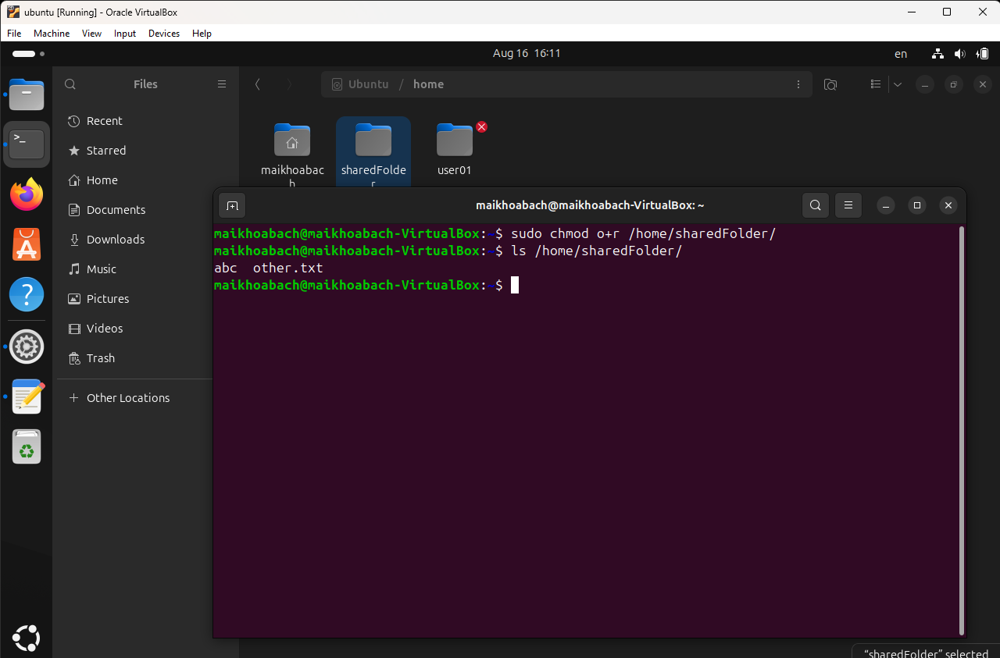 ubuntu [Running] - Oracle VirtualBox
File Machine View Input Devices Help
Aug 16 16:11
en
Files
Ubuntu / home
Recent
Starred
Home
Documents
Downloads
Music
Pictures
Videos
Trash
+ Other Locations
maikhoabac
h
sharedFolde
r
user01
maikhoabach@maikhoabach-VirtualBox: ~
maikhoabach@maikhoabach-VirtualBox:~$ sudo chmod o+r /home/sharedFolder/
maikhoabach@maikhoabach-VirtualBox:~$ ls /home/sharedFolder/
abc other.txt
maikhoabach@maikhoabach-VirtualBox:~$
"sharedFolder" selected